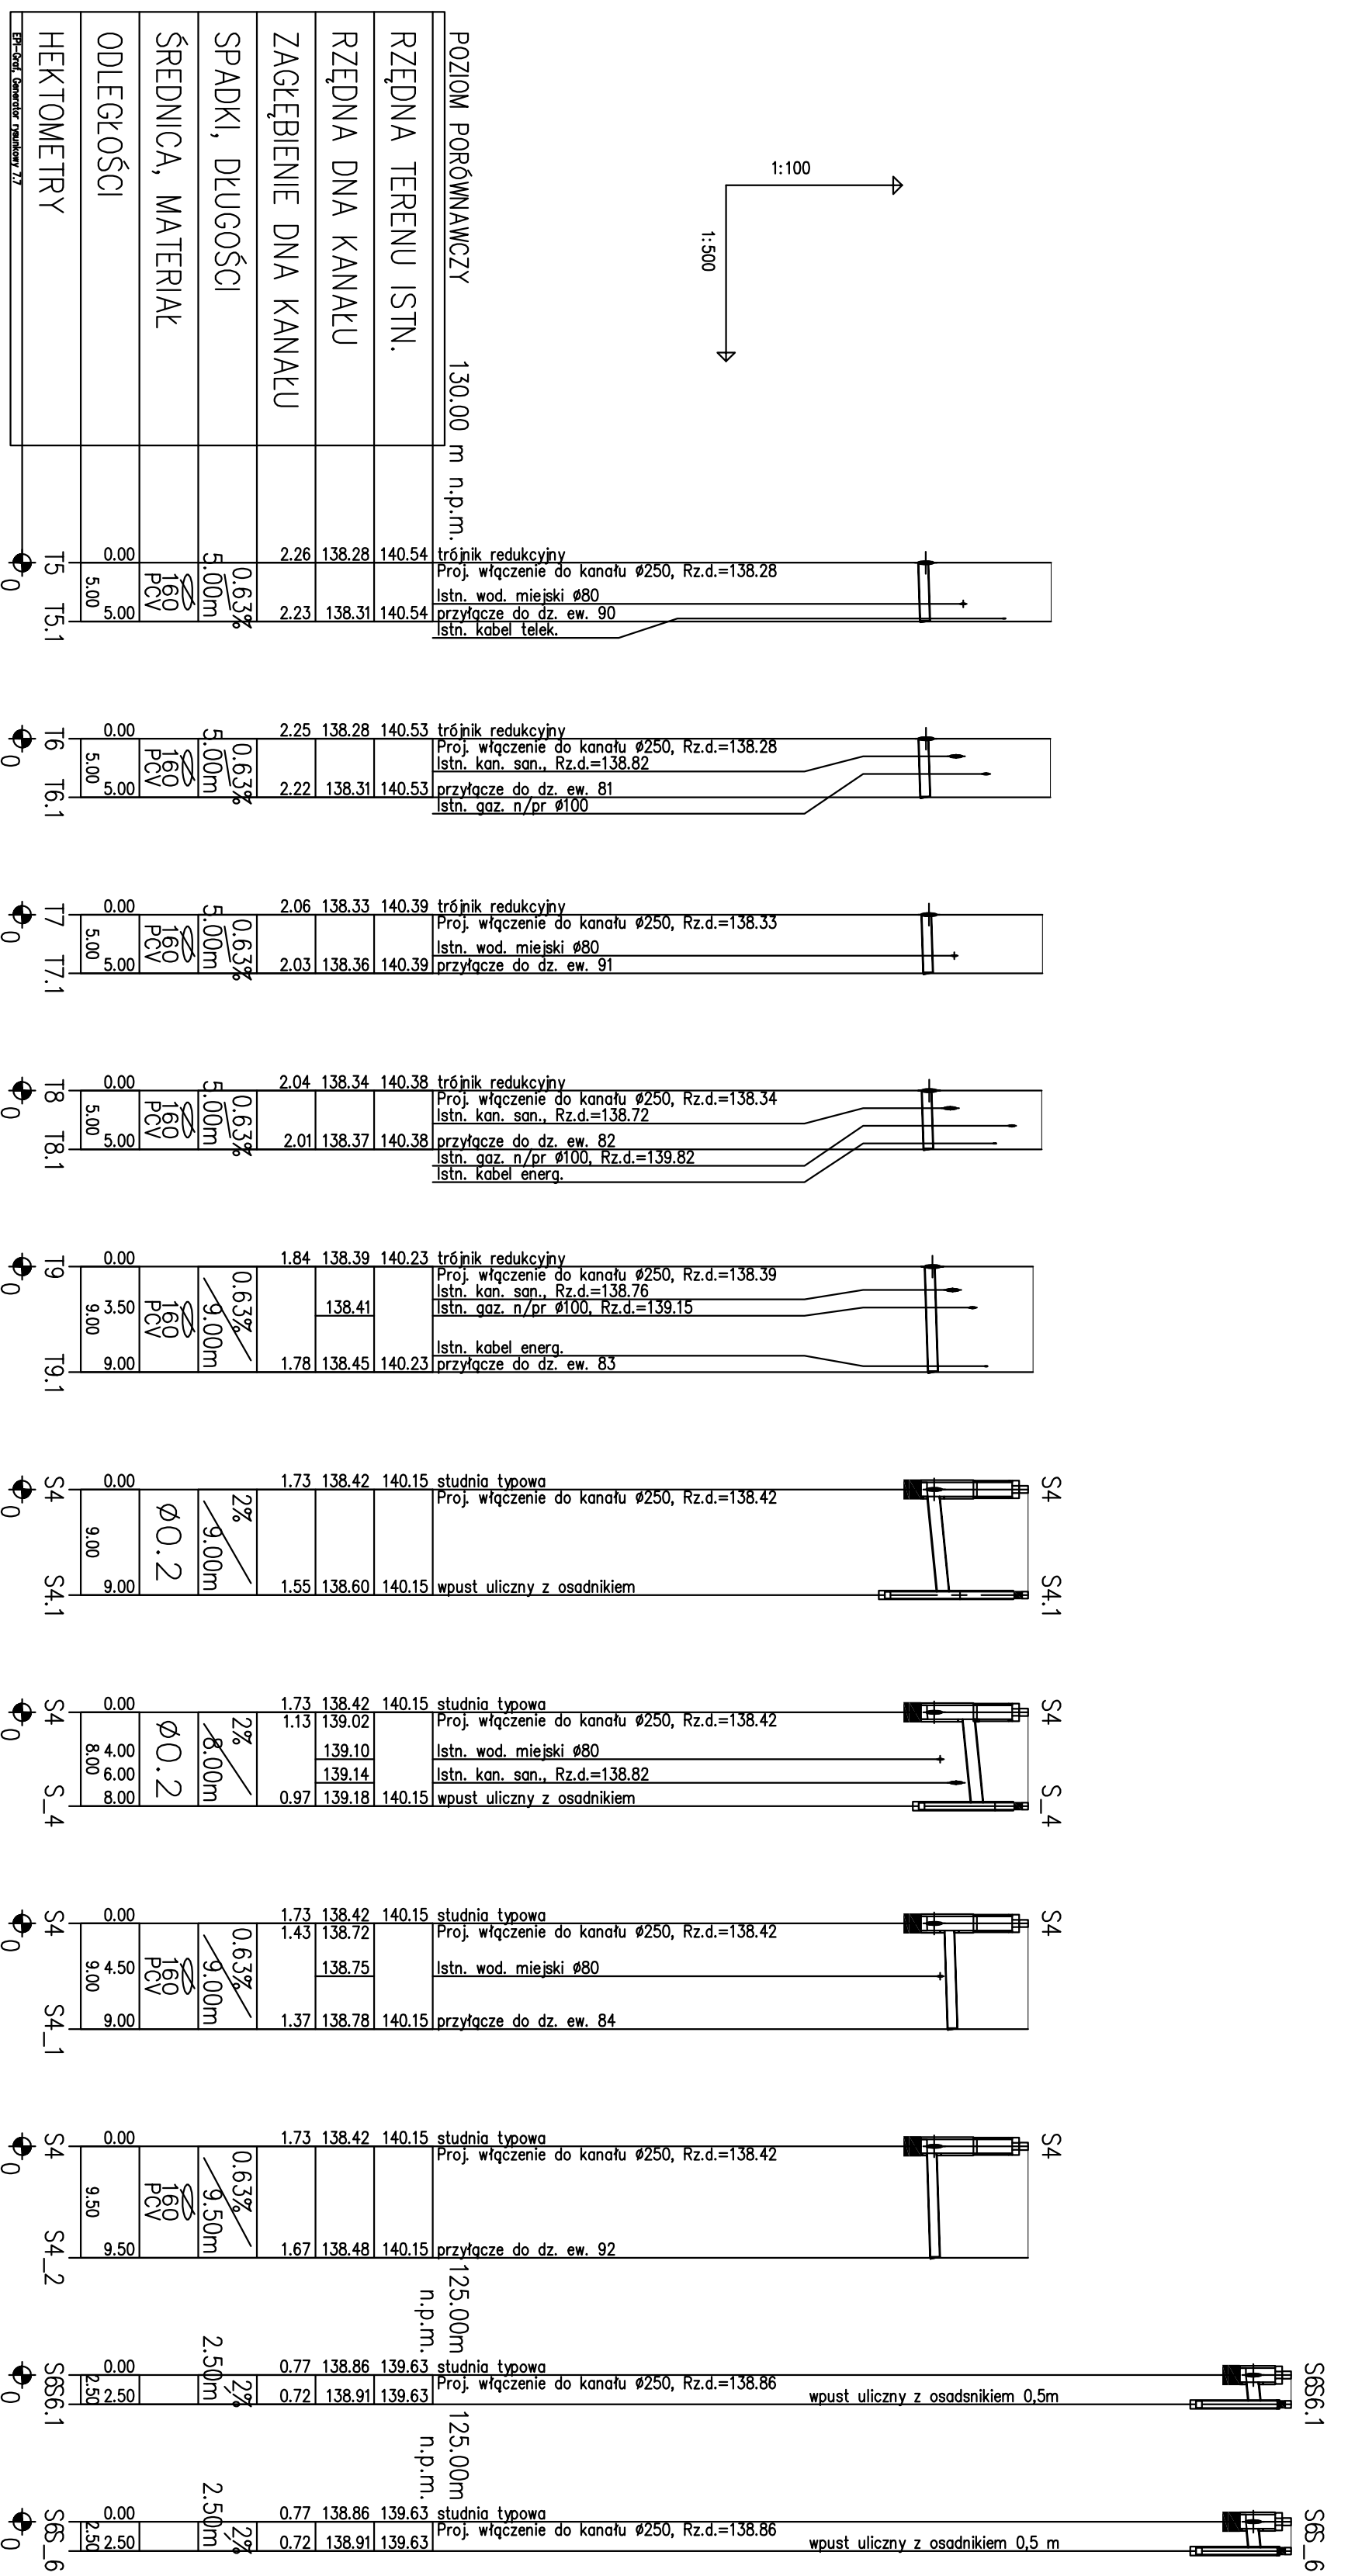 1:100
1:500
POZIOM PORÓWNAWCZY 130.00 m n.p.m.
RZĘDNA TERENU ISTN.
RZĘDNA DNA KANAŁU
ZAGŁĘBIENIE DNA KANAŁU
SPADKI, DŁUGOŚCI
ŚREDNICA, MATERIAŁ
ODLEGŁOŚCI
HEKTOMETRY
EPI-Graf, Generator rysunkowy 7.7
0.00 2.26 138.28 140.54 trójnik redukcyjny
Proj. włączenie do kanału Ø250, Rz.d.=138.28
Istn. wod. miejski Ø80
5.00 2.23 138.31 140.54 przyłącze do dz. ew. 90
Istn. kabel telek.
0.63%
5.00m
160
PCV
5.00
T5 T5.1
0
0.00 2.25 138.28 140.53 trójnik redukcyjny
Proj. włączenie do kanału Ø250, Rz.d.=138.28
Istn. kan. san., Rz.d.=138.82
5.00 2.22 138.31 140.53 przyłącze do dz. ew. 81
Istn. gaz. n/pr Ø100
0.63%
5.00m
160
PCV
5.00
T6 T6.1
0
0.00 2.06 138.33 140.39 trójnik redukcyjny
Proj. włączenie do kanału Ø250, Rz.d.=138.33
Istn. wod. miejski Ø80
5.00 2.03 138.36 140.39 przyłącze do dz. ew. 91
0.63%
5.00m
160
PCV
5.00
T7 T7.1
0
0.00 2.04 138.34 140.38 trójnik redukcyjny
Proj. włączenie do kanału Ø250, Rz.d.=138.34
Istn. kan. san., Rz.d.=138.72
5.00 2.01 138.37 140.38 przyłącze do dz. ew. 82
Istn. gaz. n/pr Ø100, Rz.d.=139.82
Istn. kabel energ.
0.63%
5.00m
160
PCV
5.00
T8 T8.1
0
0.00 1.84 138.39 140.23 trójnik redukcyjny
Proj. włączenie do kanału Ø250, Rz.d.=138.39
Istn. kan. san., Rz.d.=138.76
3.50 138.41 Istn. gaz. n/pr Ø100, Rz.d.=139.15
Istn. kabel energ.
9.00 1.78 138.45 140.23 przyłącze do dz. ew. 83
0.63%
9.00m
160
PCV
9.00
T9 T9.1
0
S4 S4.1
0.00 1.73 138.42 140.15 studnia typowa
Proj. włączenie do kanału Ø250, Rz.d.=138.42
9.00 1.55 138.60 140.15 wpust uliczny z osadnikiem
2%
9.00m
Ø0.2
9.00
S4 S4.1
0
S4 S_4
0.00 1.73 138.42 140.15 studnia typowa
1.13 139.02 Proj. włączenie do kanału Ø250, Rz.d.=138.42
4.00 139.10 Istn. wod. miejski Ø80
6.00 139.14 Istn. kan. san., Rz.d.=138.82
8.00 0.97 139.18 140.15 wpust uliczny z osadnikiem
2%
8.00m
Ø0.2
8.00
S4 S_4
0
S4
0.00 1.73 138.42 140.15 studnia typowa
1.43 138.72 Proj. włączenie do kanału Ø250, Rz.d.=138.42
4.50 138.75 Istn. wod. miejski Ø80
9.00 1.37 138.78 140.15 przyłącze do dz. ew. 84
0.63%
9.00m
160
PCV
9.00
S4 S4_1
0
S4
0.00 1.73 138.42 140.15 studnia typowa
Proj. włączenie do kanału Ø250, Rz.d.=138.42
9.50 1.67 138.48 140.15 przyłącze do dz. ew. 92
0.63%
9.50m
160
PCV
9.50
S4 S4_2
0
125.00m
n.p.m.
S6 S6.1
0.00 0.77 138.86 139.63 studnia typowa
Proj. włączenie do kanału Ø250, Rz.d.=138.86
2.50 0.72 138.91 139.63 wpust uliczny z osadsnikiem 0,5m
2%
2.50m
2.50
S6 S6.1
0
125.00m
n.p.m.
S6 S_6
0.00 0.77 138.86 139.63 studnia typowa
Proj. włączenie do kanału Ø250, Rz.d.=138.86
2.50 0.72 138.91 139.63 wpust uliczny z osadnikiem 0,5 m
2%
2.50m
2.50
S6 S_6
0